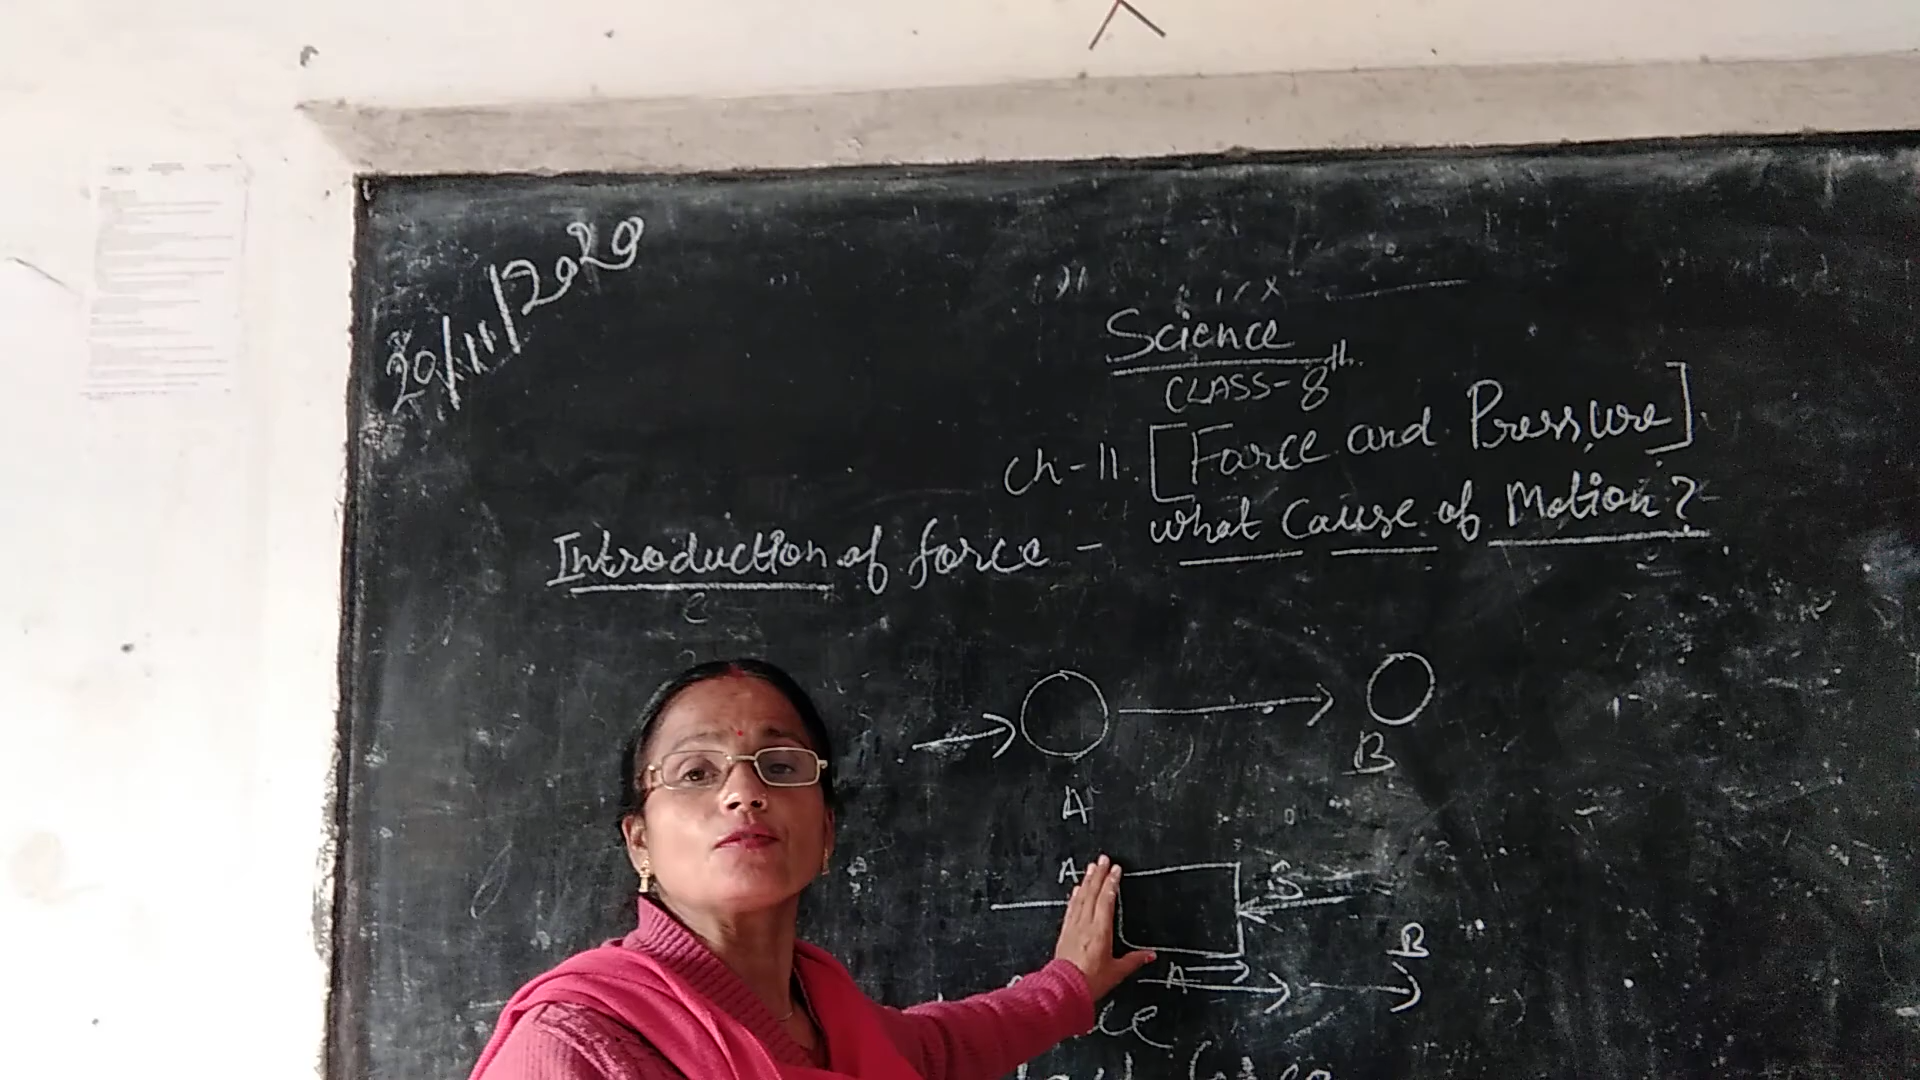 20/11/2020
Science
CLASS-8th
Ch-11. [Force and Pressure]
Introduction of force - what Cause of Motion?
B
A
A B
B
A